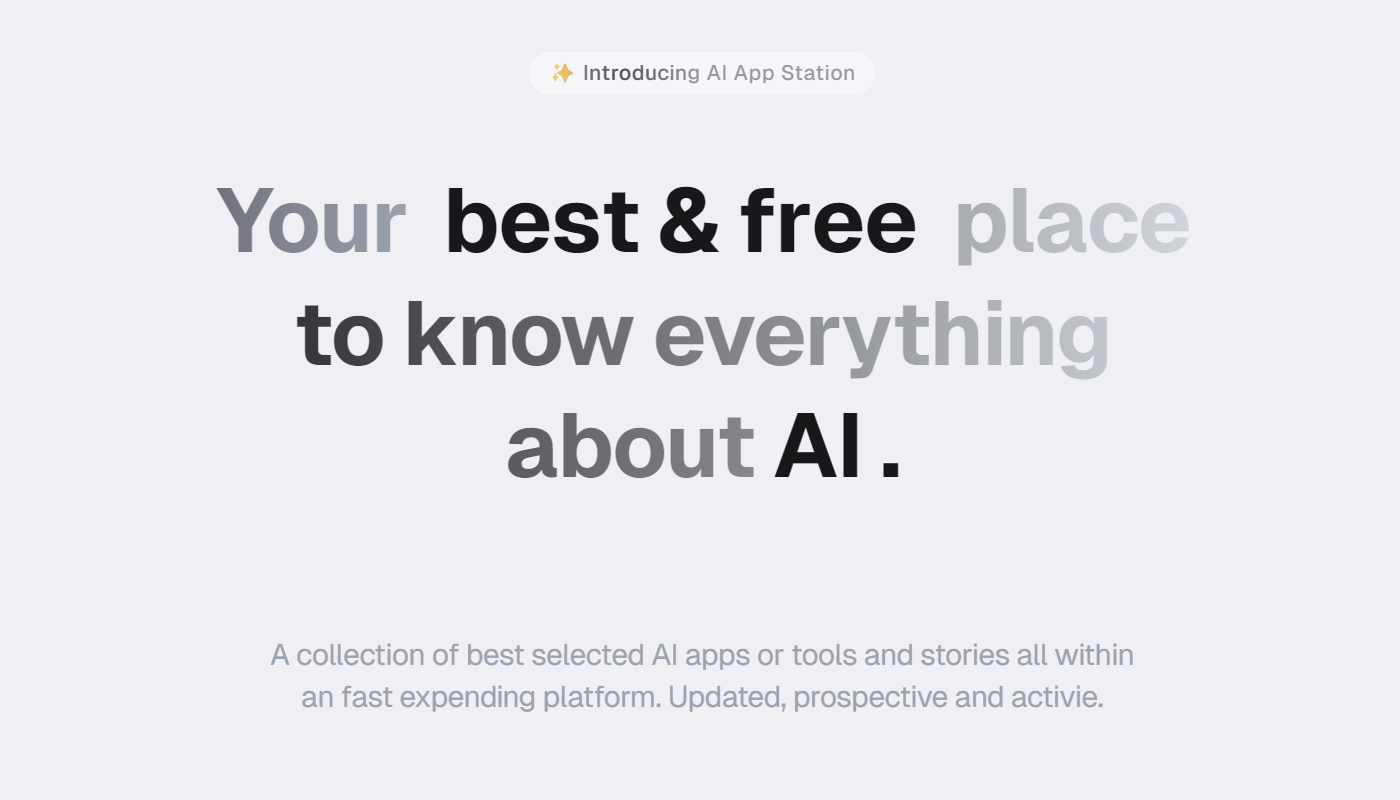 ✨ Introducing AI App Station
Your best & free place
to know everything
about AI .
A collection of best selected AI apps or tools and stories all within
an fast expending platform. Updated, prospective and activie.